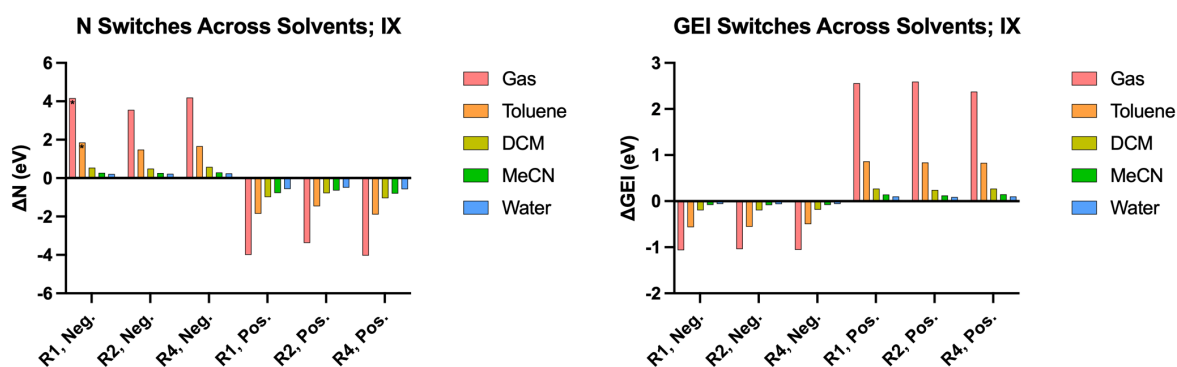 N Switches Across Solvents; IX
ΔN (eV)
6
4
2
0
-2
-4
-6
*
*
R1, Neg.
R2, Neg.
R4, Neg.
R1, Pos.
R2, Pos.
R4, Pos.
Gas
Toluene
DCM
MeCN
Water
GEI Switches Across Solvents; IX
ΔGEI (eV)
3
2
1
0
-1
-2
R1, Neg.
R2, Neg.
R4, Neg.
R1, Pos.
R2, Pos.
R4, Pos.
Gas
Toluene
DCM
MeCN
Water